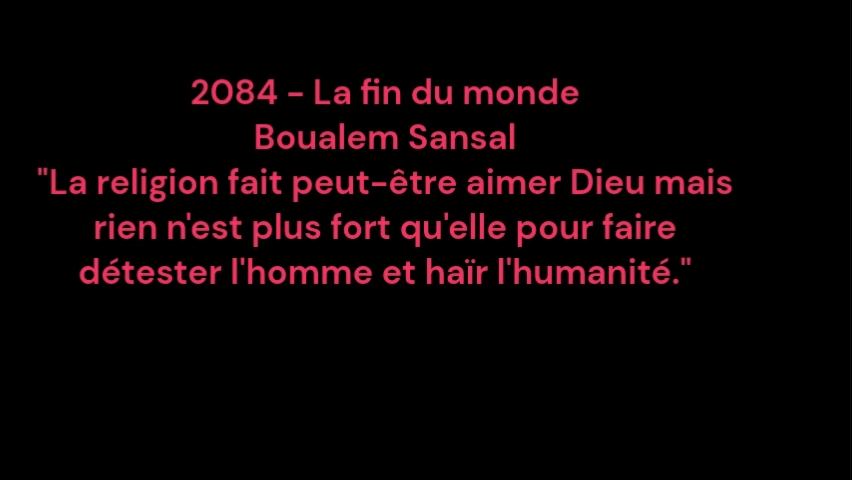 2084 - La fin du monde
Boualem Sansal
"La religion fait peut-être aimer Dieu mais
rien n'est plus fort qu'elle pour faire
détester l'homme et haïr l'humanité."